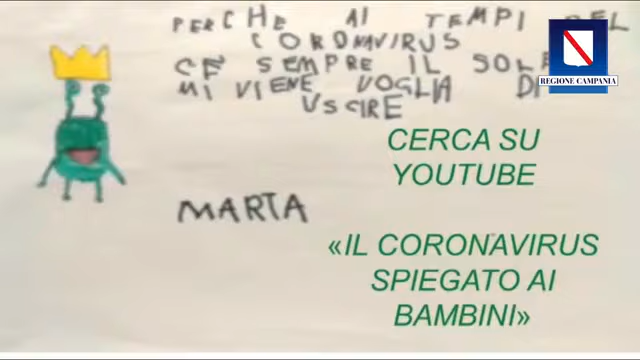 PERCHE AI TEMPI DEL
CORONAVIRUS
CE SEMPRE IL SOLE
MI VIENE VOGLIA DI
USCIRE
REGIONE CAMPANIA
CERCA SU
YOUTUBE
MARTA
«IL CORONAVIRUS
SPIEGATO AI
BAMBINI»